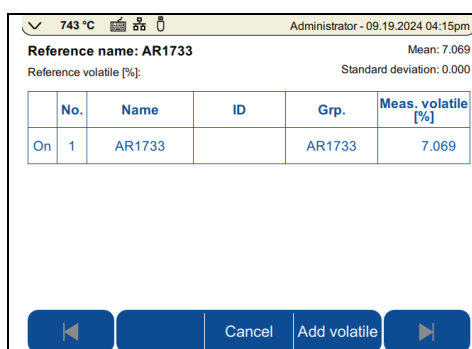 743 °C Administrator - 09.19.2024 04:15pm
Reference name: AR1733 Mean: 7.069
Reference volatile [%]: Standard deviation: 0.000
No. Name ID Grp. Meas. volatile [%]
On 1 AR1733 AR1733 7.069
Cancel Add volatile